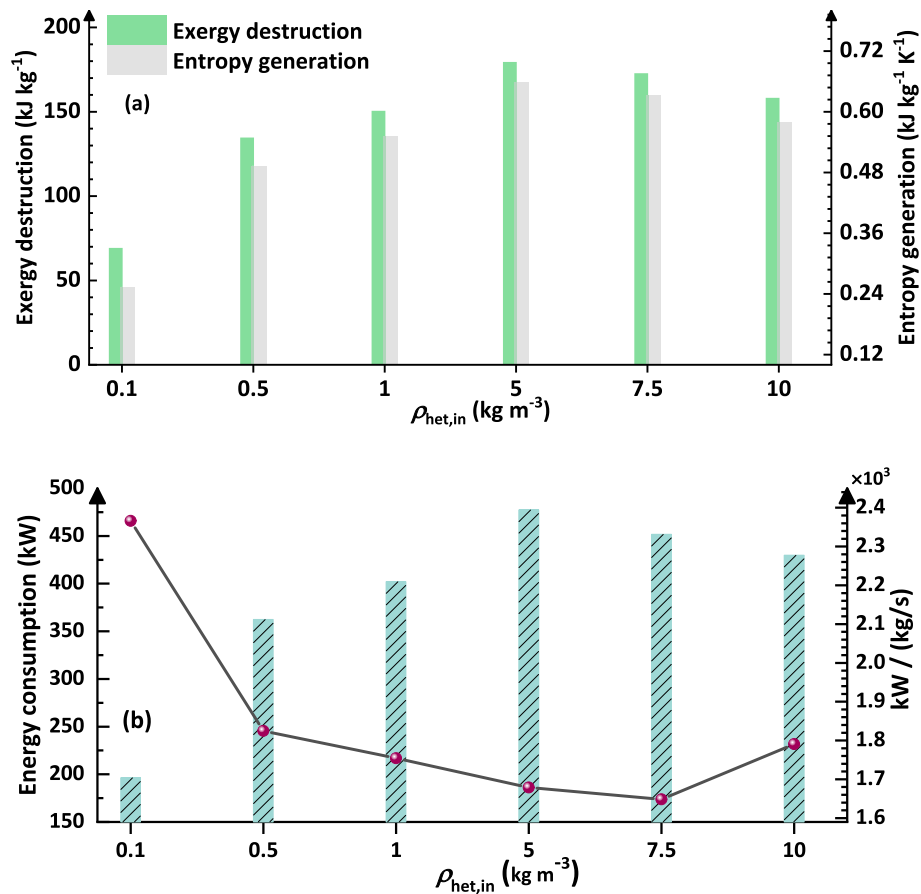 200
150
100
50
0
Exergy destruction (kJ kg⁻¹)
Exergy destruction
Entropy generation
(a)
0.72
0.60
0.48
0.36
0.24
0.12
Entropy generation (kJ kg⁻¹ K⁻¹)
0.1 0.5 1 5 7.5 10
ρhet,in (kg m⁻³)
500
450
400
350
300
250
200
150
Energy consumption (kW)
(b)
×10³
2.4
2.3
2.2
2.1
2.0
1.9
1.8
1.7
1.6
kW / (kg/s)
0.1 0.5 1 5 7.5 10
ρhet,in (kg m⁻³)